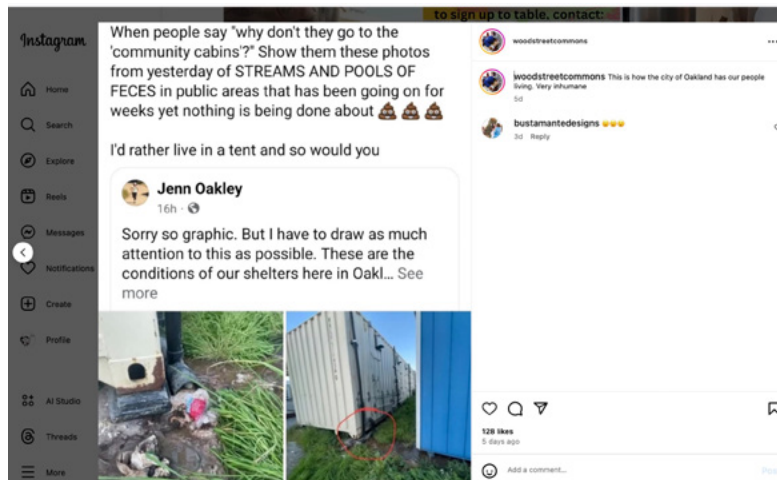 to sign up to table, contact:
Instagram
Home
Search
Explore
Reels
Messages
Notifications
Create
Profile
AI Studio
Threads
More
When people say "why don't they go to the
'community cabins'?" Show them these photos
from yesterday of STREAMS AND POOLS OF
FECES in public areas that has been going on for
weeks yet nothing is being done about 💩 💩 💩
I'd rather live in a tent and so would you
Jenn Oakley
16h ·
Sorry so graphic. But I have to draw as much
attention to this as possible. These are the
conditions of our shelters here in Oakl... See
more
woodstreetcommons
woodstreetcommons This is how the city of Oakland has our people
living. Very inhumane
5d
bustamantedesigns
3d Reply
128 likes
5 days ago
Add a comment...
Post